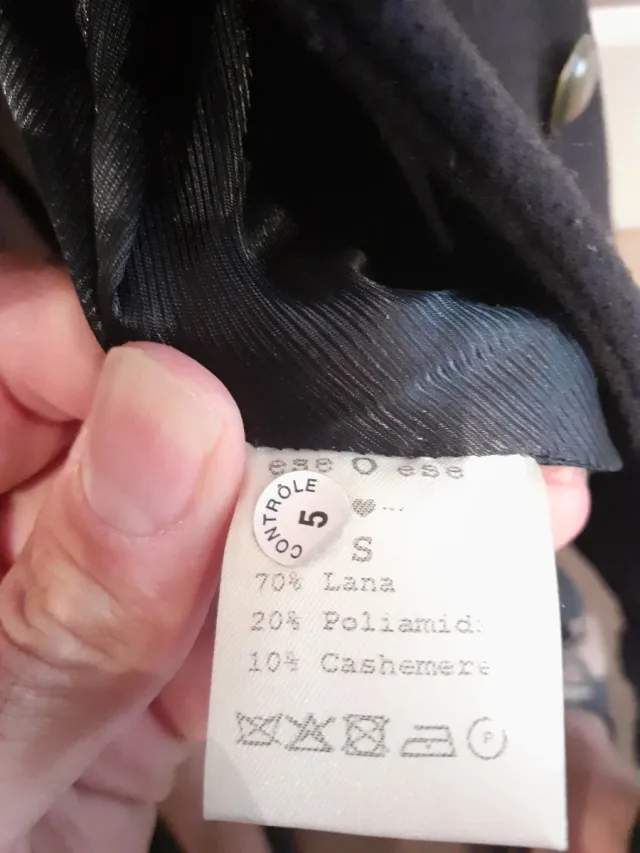 ese O ese
CONTRÔLE 5
S
70% Lana
20% Poliamid
10% Cashemere
P